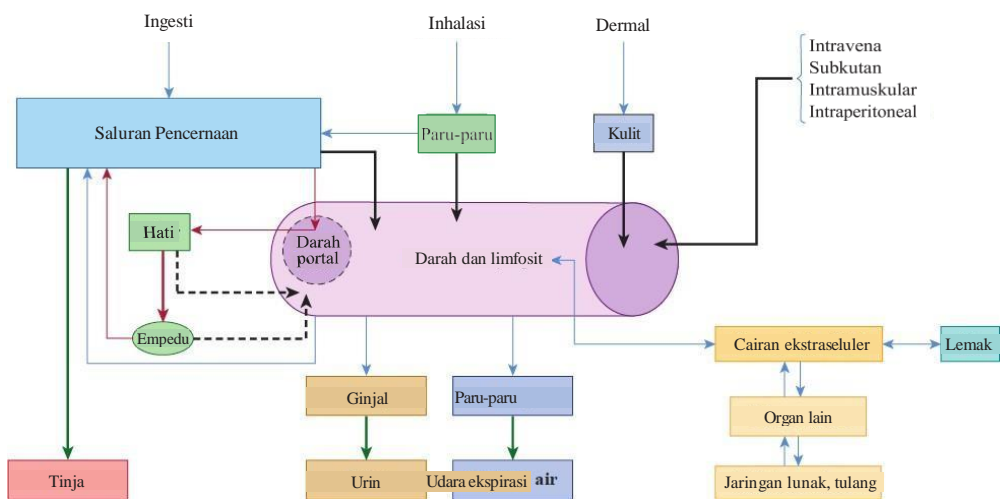 Ingesti
Inhalasi
Dermal
Intravena
Subkutan
Intramuskular
Intraperitoneal
Saluran Pencernaan
Paru-paru
Kulit
Hati
Darah
portal
Darah dan limfosit
Empedu
Cairan ekstraseluler
Lemak
Ginjal
Paru-paru
Organ lain
Tinja
Urin
Udara ekspirasi air
Jaringan lunak, tulang